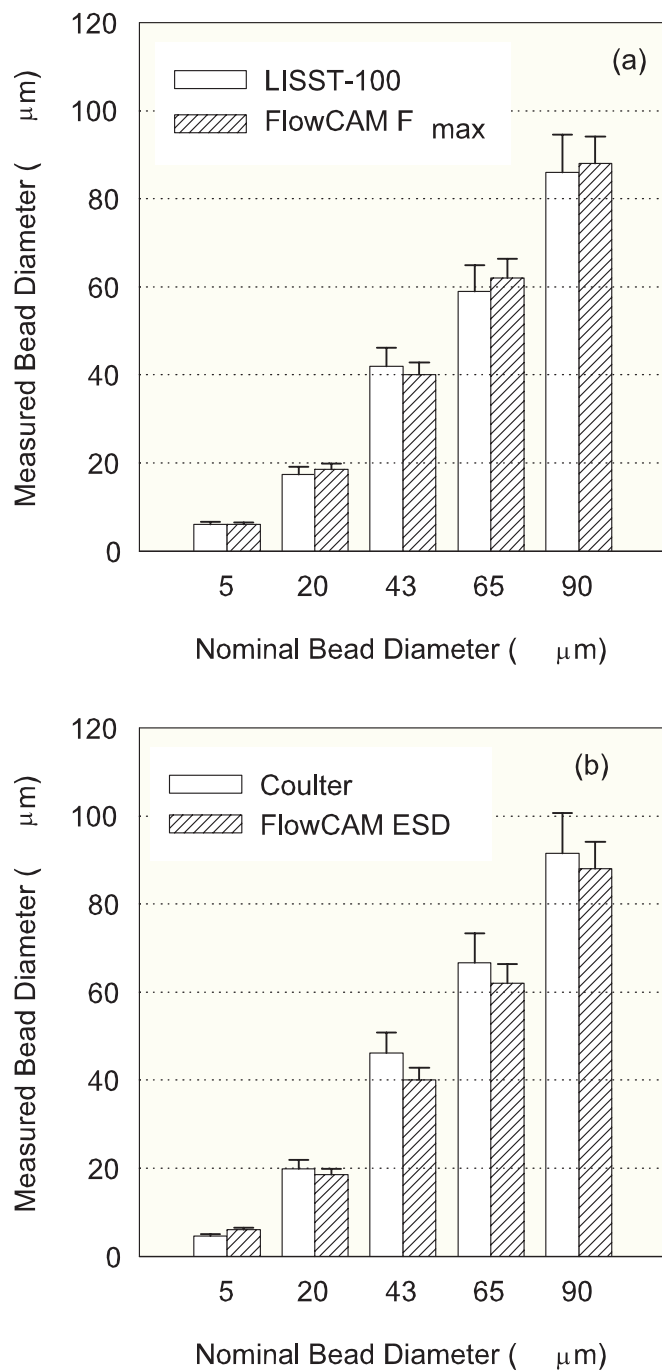 120
100
80
60
40
20
0
Measured Bead Diameter ( μm)
(a)
LISST-100
FlowCAM F max
5 20 43 65 90
Nominal Bead Diameter ( μm)
120
100
80
60
40
20
0
Measured Bead Diameter ( μm)
(b)
Coulter
FlowCAM ESD
5 20 43 65 90
Nominal Bead Diameter ( μm)